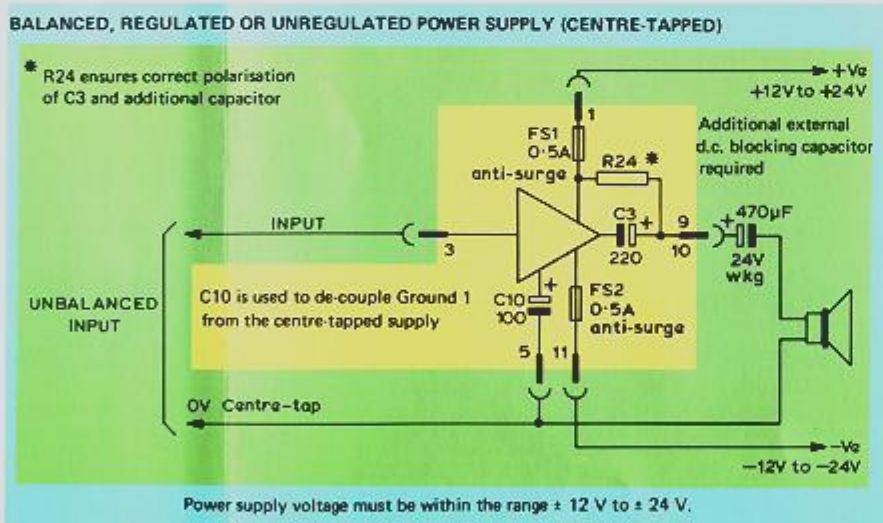 BALANCED, REGULATED OR UNREGULATED POWER SUPPLY (CENTRE-TAPPED)
* R24 ensures correct polarisation
of C3 and additional capacitor
+Ve
+12V to +24V
1
FS1
0·5A
anti-surge
R24 *
Additional external
d.c. blocking capacitor
required
INPUT
3
C3
+
220
9
10
+
470µF
24V
wkg
UNBALANCED
INPUT
C10 is used to de-couple Ground 1
from the centre-tapped supply
+
C10
100
FS2
0·5A
anti-surge
5
11
0V Centre-tap
-Ve
-12V to -24V
Power supply voltage must be within the range ± 12 V to ± 24 V.